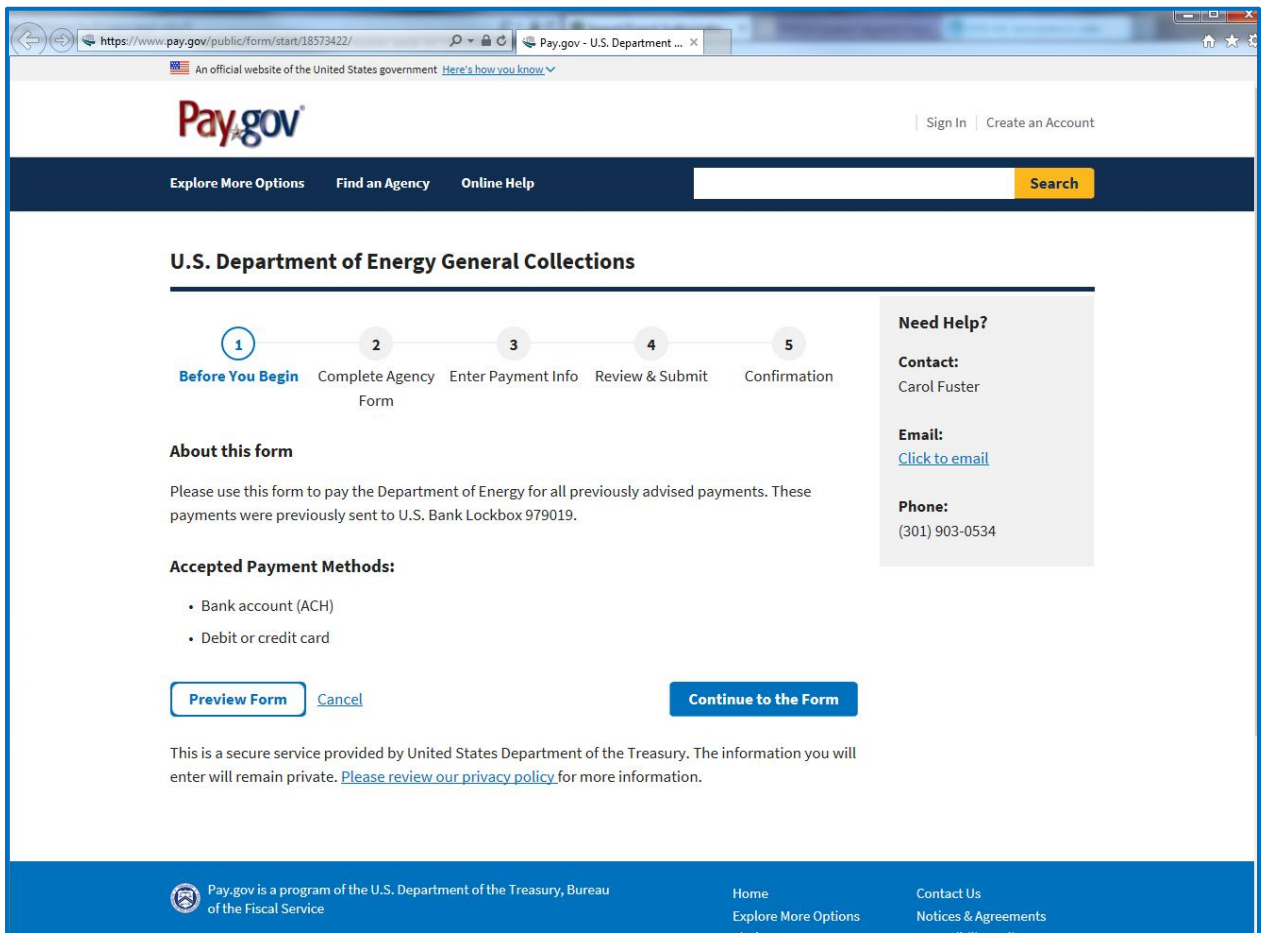 https://www.pay.gov/public/form/start/18573422/
Pay.gov - U.S. Department ...
An official website of the United States government Here's how you know
Pay.gov
Sign In
Create an Account
Explore More Options
Find an Agency
Online Help
Search
U.S. Department of Energy General Collections
1
2
3
4
5
Before You Begin
Complete Agency
Form
Enter Payment Info
Review & Submit
Confirmation
About this form
Please use this form to pay the Department of Energy for all previously advised payments. These
payments were previously sent to U.S. Bank Lockbox 979019.
Accepted Payment Methods:
• Bank account (ACH)
• Debit or credit card
Preview Form
Cancel
Continue to the Form
This is a secure service provided by United States Department of the Treasury. The information you will
enter will remain private. Please review our privacy policy for more information.
Need Help?
Contact:
Carol Fuster
Email:
Click to email
Phone:
(301) 903-0534
Pay.gov is a program of the U.S. Department of the Treasury, Bureau
of the Fiscal Service
Home
Explore More Options
Contact Us
Notices & Agreements